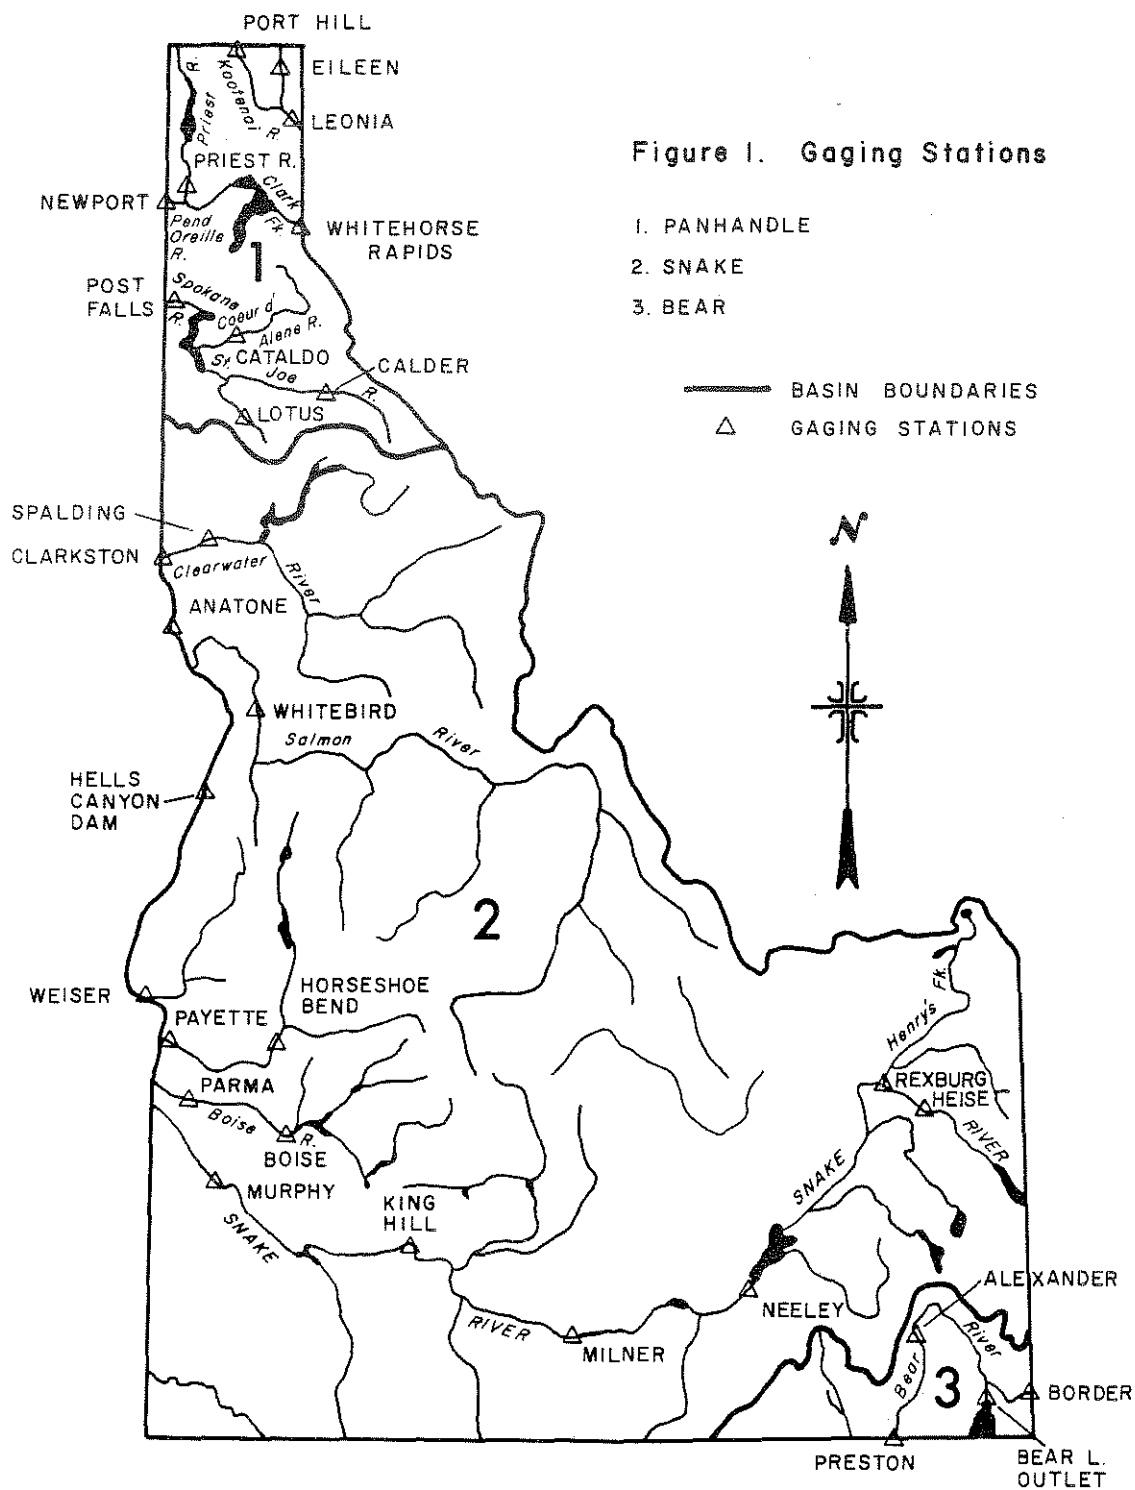 PORT HILL
EILEEN
LEONIA
Kootenai R.
Priest R.
PRIEST R.
Clark Fk.
NEWPORT
Pend
Oreille
R.
WHITEHORSE
RAPIDS
1
POST
FALLS
Spokane R.
Coeur d'
Alene R.
CATALDO
St. Joe R.
CALDER
LOTUS
Figure 1. Gaging Stations
1. PANHANDLE
2. SNAKE
3. BEAR
BASIN BOUNDARIES
GAGING STATIONS
N
SPALDING
CLARKSTON
Clearwater River
ANATONE
WHITEBIRD
Salmon River
HELLS
CANYON
DAM
2
WEISER
HORSESHOE
BEND
PAYETTE
PARMA
Boise R.
BOISE
MURPHY
KING
HILL
SNAKE RIVER
MILNER
NEELEY
SNAKE RIVER
Henry's Fk.
REXBURG
HEISE
ALEXANDER
Bear River
3
BORDER
PRESTON
BEAR L.
OUTLET